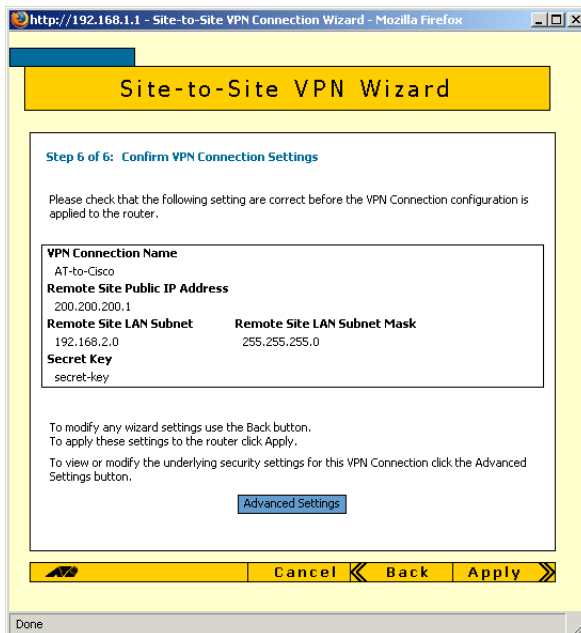 http://192.168.1.1 - Site-to-Site VPN Connection Wizard - Mozilla Firefox
Site-to-Site VPN Wizard
Step 6 of 6: Confirm VPN Connection Settings
Please check that the following setting are correct before the VPN Connection configuration is
applied to the router.
VPN Connection Name
AT-to-Cisco
Remote Site Public IP Address
200.200.200.1
Remote Site LAN Subnet Remote Site LAN Subnet Mask
192.168.2.0 255.255.255.0
Secret Key
secret-key
To modify any wizard settings use the Back button.
To apply these settings to the router click Apply.
To view or modify the underlying security settings for this VPN Connection click the Advanced
Settings button.
Advanced Settings
Cancel Back Apply
Done